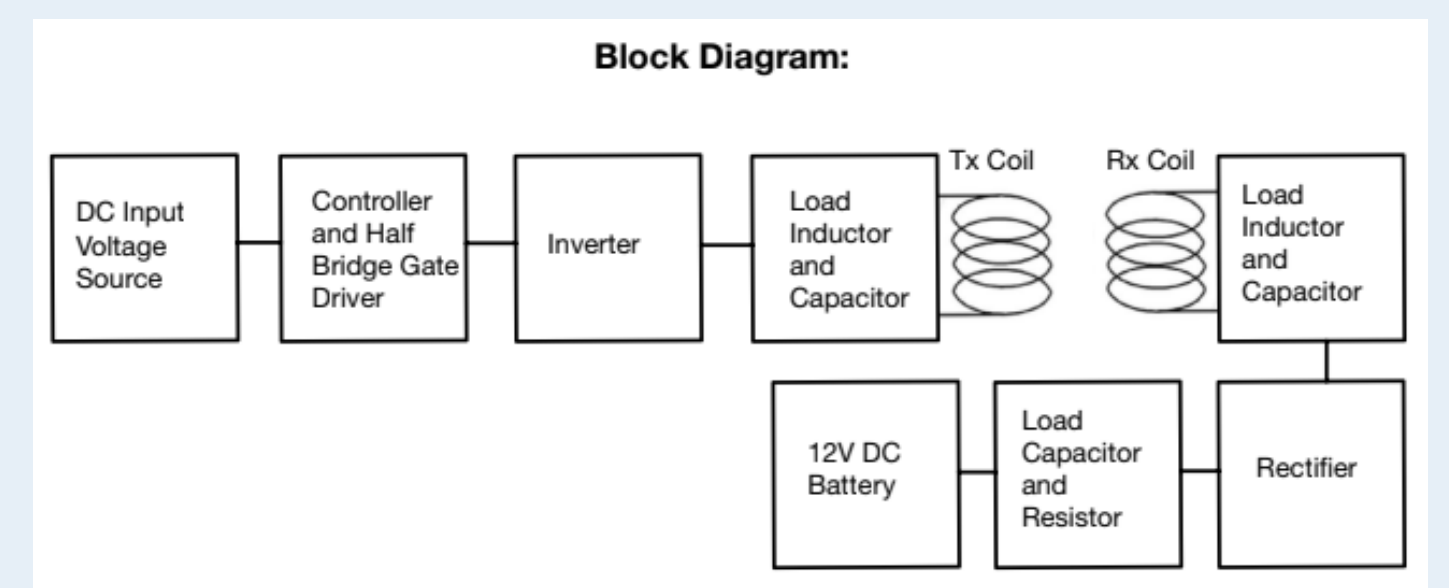 Block Diagram:
DC Input
Voltage
Source
Controller
and Half
Bridge Gate
Driver
Inverter
Load
Inductor
and
Capacitor
Tx Coil
Rx Coil
Load
Inductor
and
Capacitor
12V DC
Battery
Load
Capacitor
and
Resistor
Rectifier